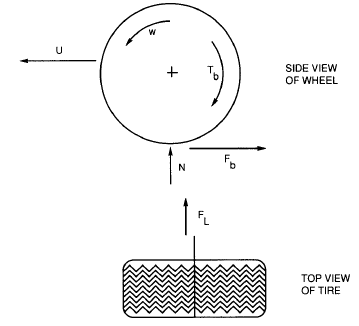 U
w
T_b
SIDE VIEW
OF WHEEL
N
F_b
F_L
TOP VIEW
OF TIRE